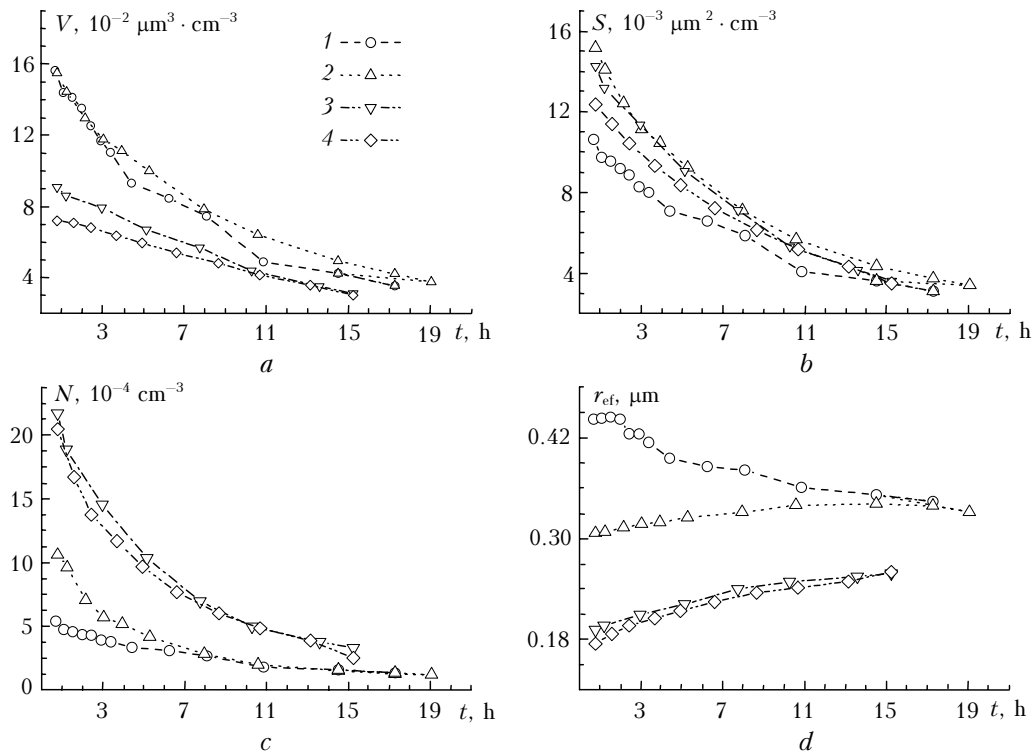 V, 10⁻² μm³ · cm⁻³
16
12
8
4
1
2
3
4
3 7 11 15 19 t, h
a
S, 10⁻³ μm² · cm⁻³
16
12
8
4
3 7 11 15 19 t, h
b
N, 10⁻⁴ cm⁻³
20
15
10
5
0
3 7 11 15 19 t, h
c
r_ef, μm
0.42
0.30
0.18
3 7 11 15 19 t, h
d